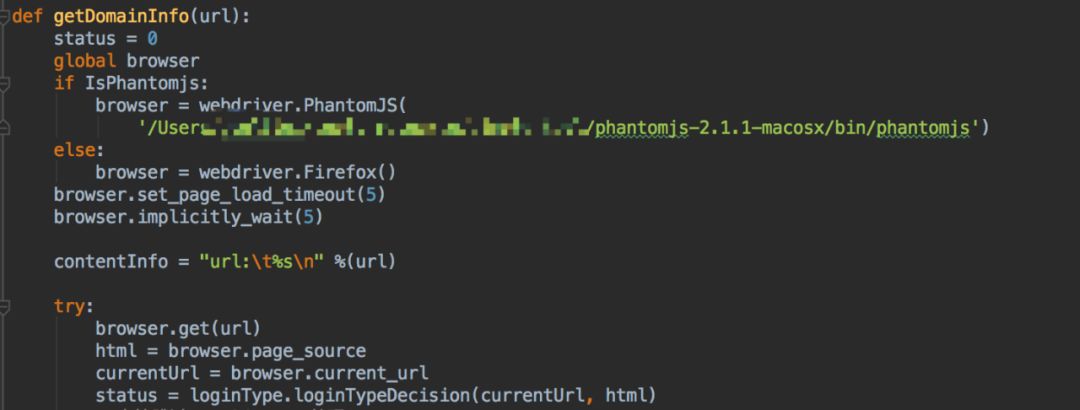 def getDomainInfo(url):
    status = 0
    global browser
    if IsPhantomjs:
        browser = webdriver.PhantomJS(
            '/Users /phantomjs-2.1.1-macosx/bin/phantomjs')
    else:
        browser = webdriver.Firefox()
    browser.set_page_load_timeout(5)
    browser.implicitly_wait(5)
    contentInfo = "url:\t%s\n" %(url)
    try:
        browser.get(url)
        html = browser.page_source
        currentUrl = browser.current_url
        status = loginType.loginTypeDecision(currentUrl, html)